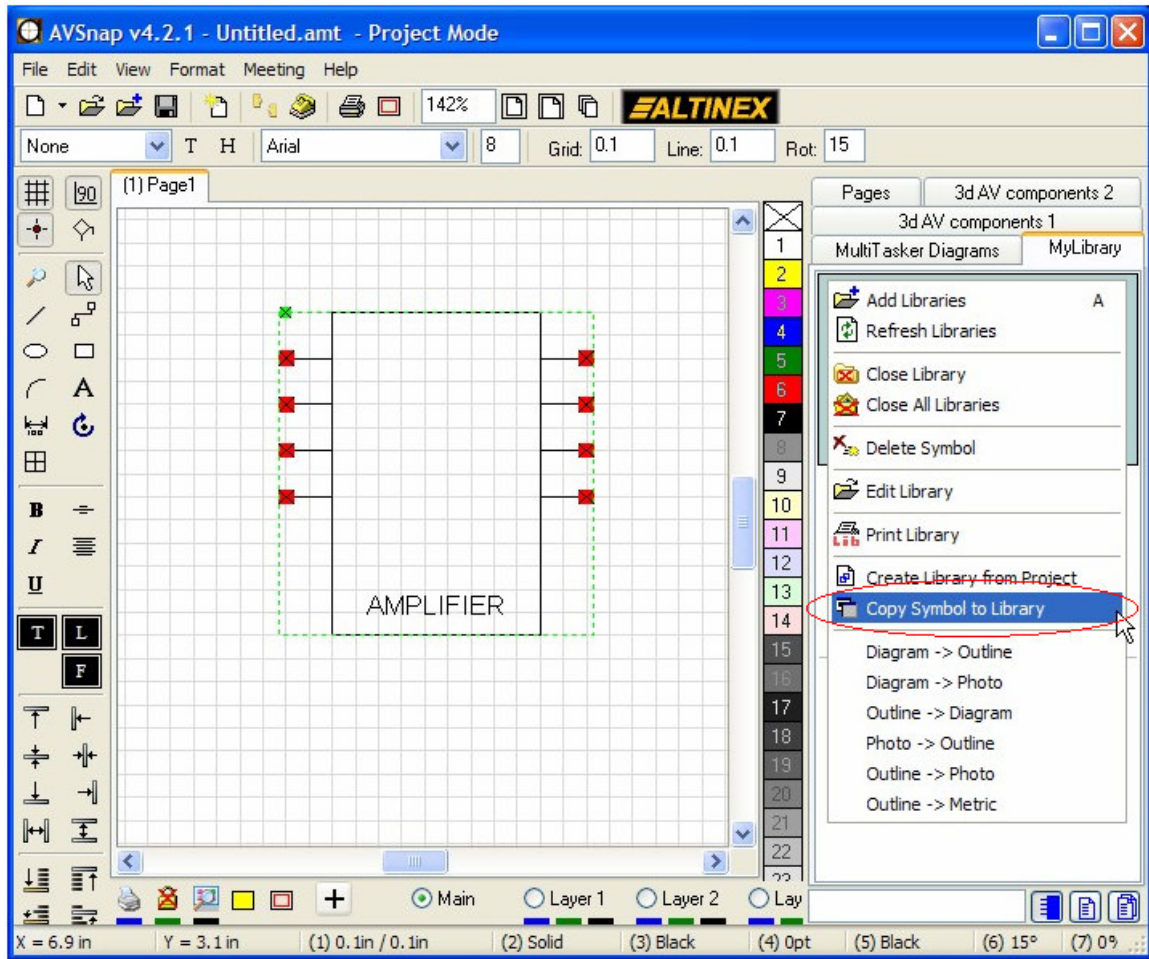 AVSnap v4.2.1 - Untitled.amt - Project Mode
File Edit View Format Meeting Help
142% ALTINEX
None T H Arial 8 Grid: 0.1 Line: 0.1 Rot: 15
(1) Page1
Pages 3d AV components 2
3d AV components 1
MultiTasker Diagrams MyLibrary
90
1
2
3
4
5
6
7
8
9
10
11
12
13
14
15
16
17
18
19
20
21
22
A
B
I
U
T L
F
AMPLIFIER
Add Libraries A
Refresh Libraries
Close Library
Close All Libraries
Delete Symbol
Edit Library
Print Library
Create Library from Project
Copy Symbol to Library
Diagram -> Outline
Diagram -> Photo
Outline -> Diagram
Photo -> Outline
Outline -> Photo
Outline -> Metric
Main Layer 1 Layer 2 Lay
X = 6.9 in Y = 3.1 in (1) 0.1in / 0.1in (2) Solid (3) Black (4) 0pt (5) Black (6) 15° (7) 0%